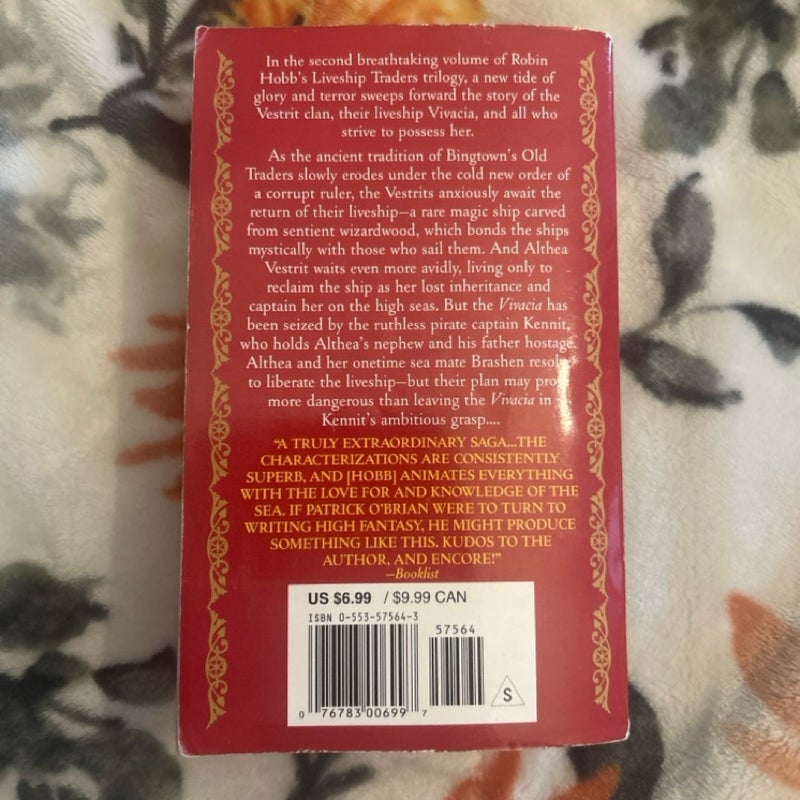 In the second breathtaking volume of Robin
Hobb's Liveship Traders trilogy, a new tide of
glory and terror sweeps forward the story of the
Vestrit clan, their liveship Vivacia, and all who
strive to possess her.
As the ancient tradition of Bingtown's Old
Traders slowly erodes under the cold new order of
a corrupt ruler, the Vestrits anxiously await the
return of their liveship—a rare magic ship carved
from sentient wizardwood, which bonds the ships
mystically with those who sail them. And Althea
Vestrit waits even more avidly, living only to
reclaim the ship as her lost inheritance and
captain her on the high seas. But the Vivacia has
been seized by the ruthless pirate captain Kennit,
who holds Althea's nephew and his father hostage.
Althea and her onetime sea mate Brashen resolve
to liberate the liveship—but their plan may prove
more dangerous than leaving the Vivacia in
Kennit's ambitious grasp....
"A TRULY EXTRAORDINARY SAGA...THE
CHARACTERIZATIONS ARE CONSISTENTLY
SUPERB, AND [HOBB] ANIMATES EVERYTHING
WITH THE LOVE FOR AND KNOWLEDGE OF THE
SEA. IF PATRICK O'BRIAN WERE TO TURN TO
WRITING HIGH FANTASY, HE MIGHT PRODUCE
SOMETHING LIKE THIS. KUDOS TO THE
AUTHOR, AND ENCORE!"
—Booklist
US $6.99 / $9.99 CAN
ISBN 0-553-57564-3
57564
S
0 76783 00699 7